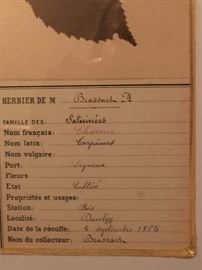 HERBIER DE M Brassart A
FAMILLE DES: Salicinées
Nom français: Charme
Nom latin: Carpinus
Nom vulgaire:
Port: Ligneux
Fleurs
Etat Cultivé
Propriétés et usages:
Station: Bois
Localité:
Date de la récolte: 5 septembre 1885
Nom du collecteur: Brassart